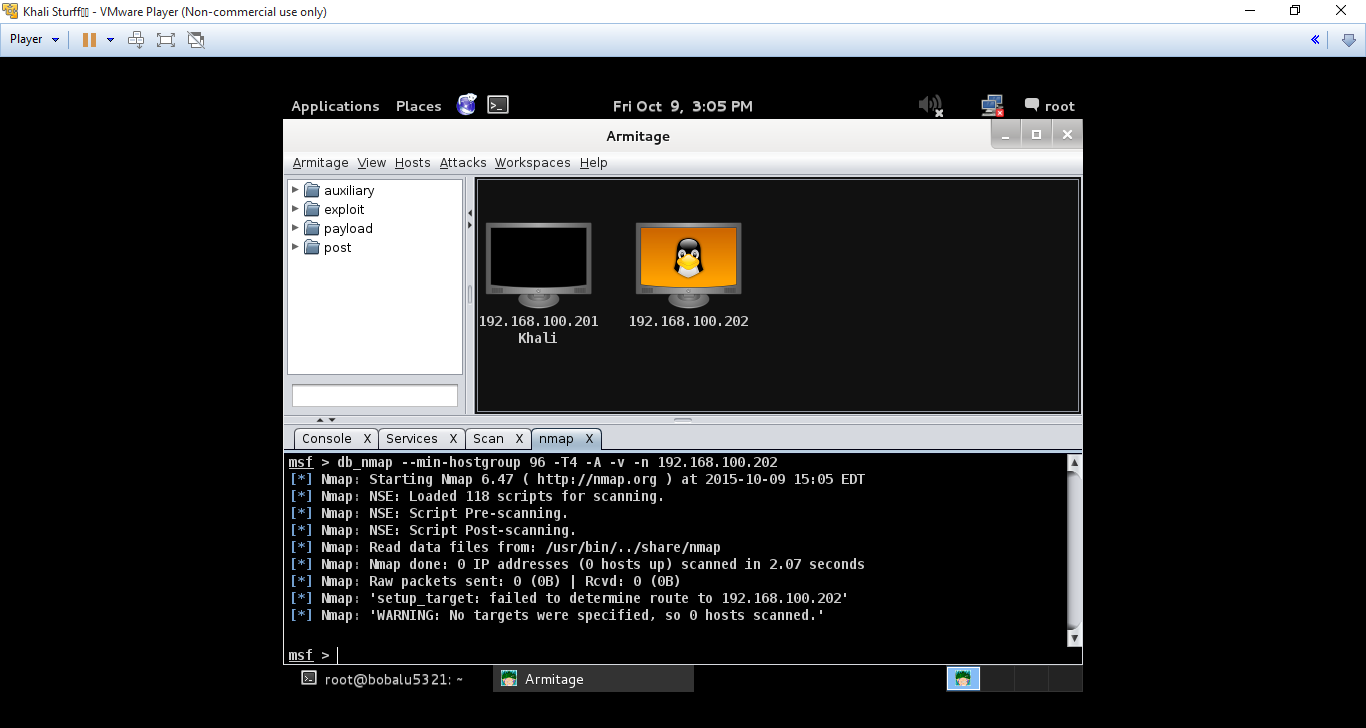 Khali Sturff▯▯ - VMware Player (Non-commercial use only)
Player
Applications Places Fri Oct 9, 3:05 PM root
Armitage
Armitage View Hosts Attacks Workspaces Help
auxiliary
exploit
payload
post
192.168.100.201
Khali
192.168.100.202
Console X Services X Scan X nmap X
msf > db_nmap --min-hostgroup 96 -T4 -A -v -n 192.168.100.202
[*] Nmap: Starting Nmap 6.47 ( http://nmap.org ) at 2015-10-09 15:05 EDT
[*] Nmap: NSE: Loaded 118 scripts for scanning.
[*] Nmap: NSE: Script Pre-scanning.
[*] Nmap: NSE: Script Post-scanning.
[*] Nmap: Read data files from: /usr/bin/../share/nmap
[*] Nmap: Nmap done: 0 IP addresses (0 hosts up) scanned in 2.07 seconds
[*] Nmap: Raw packets sent: 0 (0B) | Rcvd: 0 (0B)
[*] Nmap: 'setup_target: failed to determine route to 192.168.100.202'
[*] Nmap: 'WARNING: No targets were specified, so 0 hosts scanned.'
msf >
root@bobalu5321: ~ Armitage